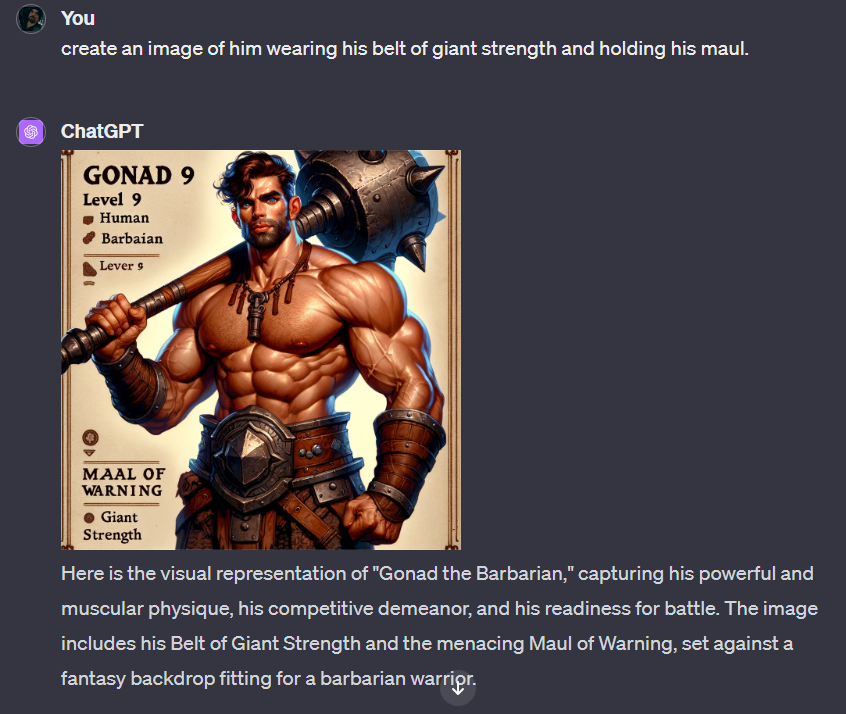 You
create an image of him wearing his belt of giant strength and holding his maul.
ChatGPT
GONAD 9
Level 9
Human
Barbaian
Lever 9
MAAL OF
WARNING
Giant
Strength
Here is the visual representation of "Gonad the Barbarian," capturing his powerful and
muscular physique, his competitive demeanor, and his readiness for battle. The image
includes his Belt of Giant Strength and the menacing Maul of Warning, set against a
fantasy backdrop fitting for a barbarian warrior.